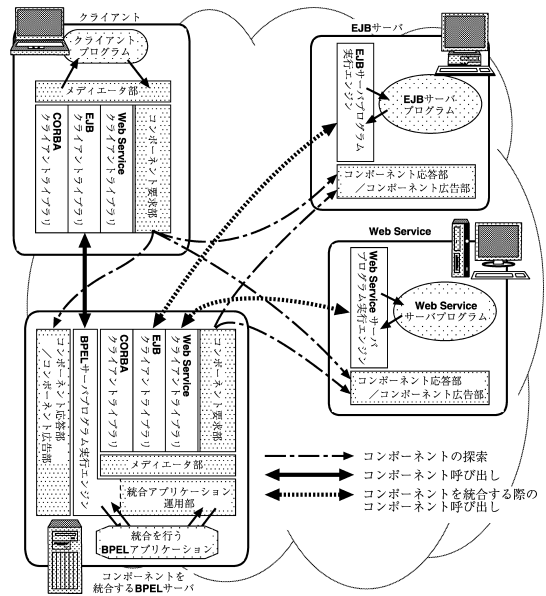 クライアント
クライアント
プログラム
メディエータ部
CORBA
クライアントライブラリ
EJB
クライアントライブラリ
Web Service
クライアントライブラリ
コンポーネント要求部
EJBサーバ
EJBサーバプログラム
実行エンジン
EJBサーバ
プログラム
コンポーネント応答部
／コンポーネント広告部
Web Service
Web Serviceサーバ
プログラム実行エンジン
Web Service
サーバプログラム
コンポーネント応答部
／コンポーネント広告部
コンポーネント応答部
／コンポーネント広告部
BPELサーバプログラム実行エンジン
CORBA
クライアントライブラリ
EJB
クライアントライブラリ
Web Service
クライアントライブラリ
コンポーネント要求部
メディエータ部
統合アプリケーション
運用部
統合を行う
BPELアプリケーション
コンポーネントを
統合するBPELサーバ
コンポーネントの探索
コンポーネント呼び出し
コンポーネントを統合する際の
コンポーネント呼び出し